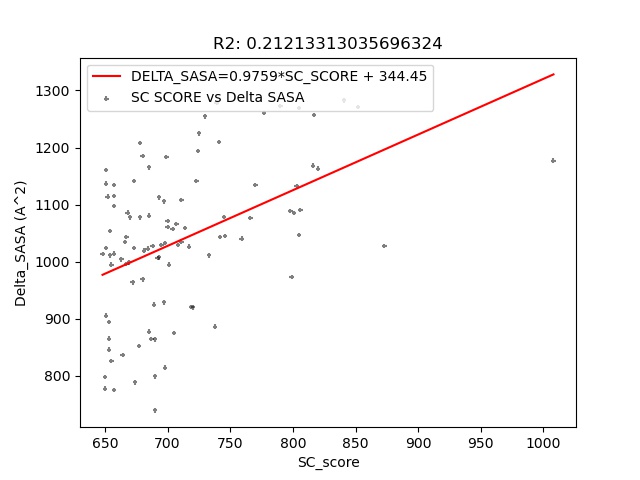 R2: 0.21213313035696324
DELTA_SASA=0.9759*SC_SCORE + 344.45
SC SCORE vs Delta SASA
Delta_SASA (A^2)
1300
1200
1100
1000
900
800
650 700 750 800 850 900 950 1000
SC_score